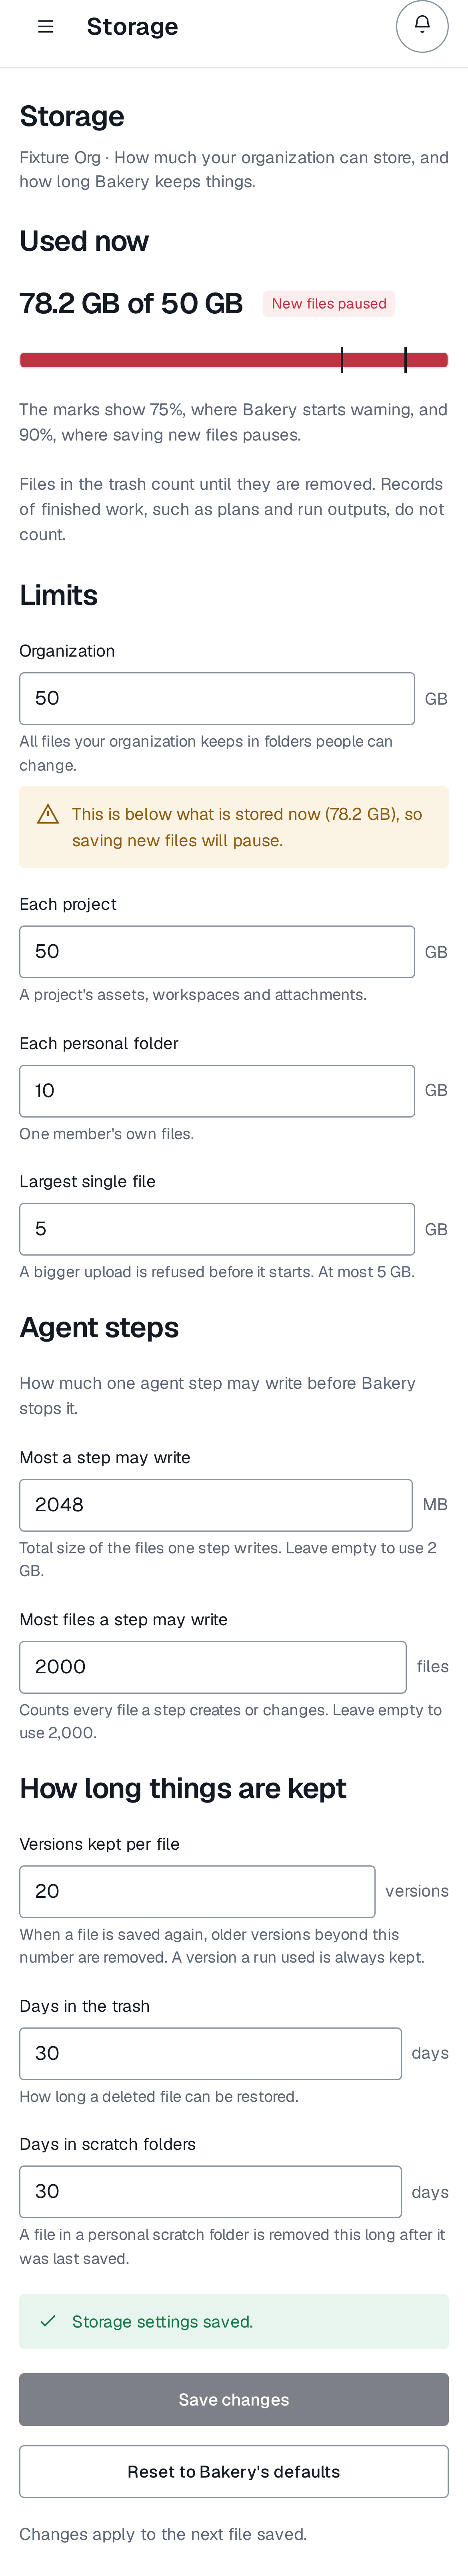 Storage
Storage
Fixture Org · How much your organization can store, and
how long Bakery keeps things.
Used now
78.2 GB of 50 GB
New files paused
The marks show 75%, where Bakery starts warning, and
90%, where saving new files pauses.
Files in the trash count until they are removed. Records
of finished work, such as plans and run outputs, do not
count.
Limits
Organization
50
GB
All files your organization keeps in folders people can
change.
This is below what is stored now (78.2 GB), so
saving new files will pause.
Each project
50
GB
A project's assets, workspaces and attachments.
Each personal folder
10
GB
One member's own files.
Largest single file
5
GB
A bigger upload is refused before it starts. At most 5 GB.
Agent steps
How much one agent step may write before Bakery
stops it.
Most a step may write
2048
MB
Total size of the files one step writes. Leave empty to use 2
GB.
Most files a step may write
2000
files
Counts every file a step creates or changes. Leave empty to
use 2,000.
How long things are kept
Versions kept per file
20
versions
When a file is saved again, older versions beyond this
number are removed. A version a run used is always kept.
Days in the trash
30
days
How long a deleted file can be restored.
Days in scratch folders
30
days
A file in a personal scratch folder is removed this long after it
was last saved.
Storage settings saved.
Save changes
Reset to Bakery's defaults
Changes apply to the next file saved.